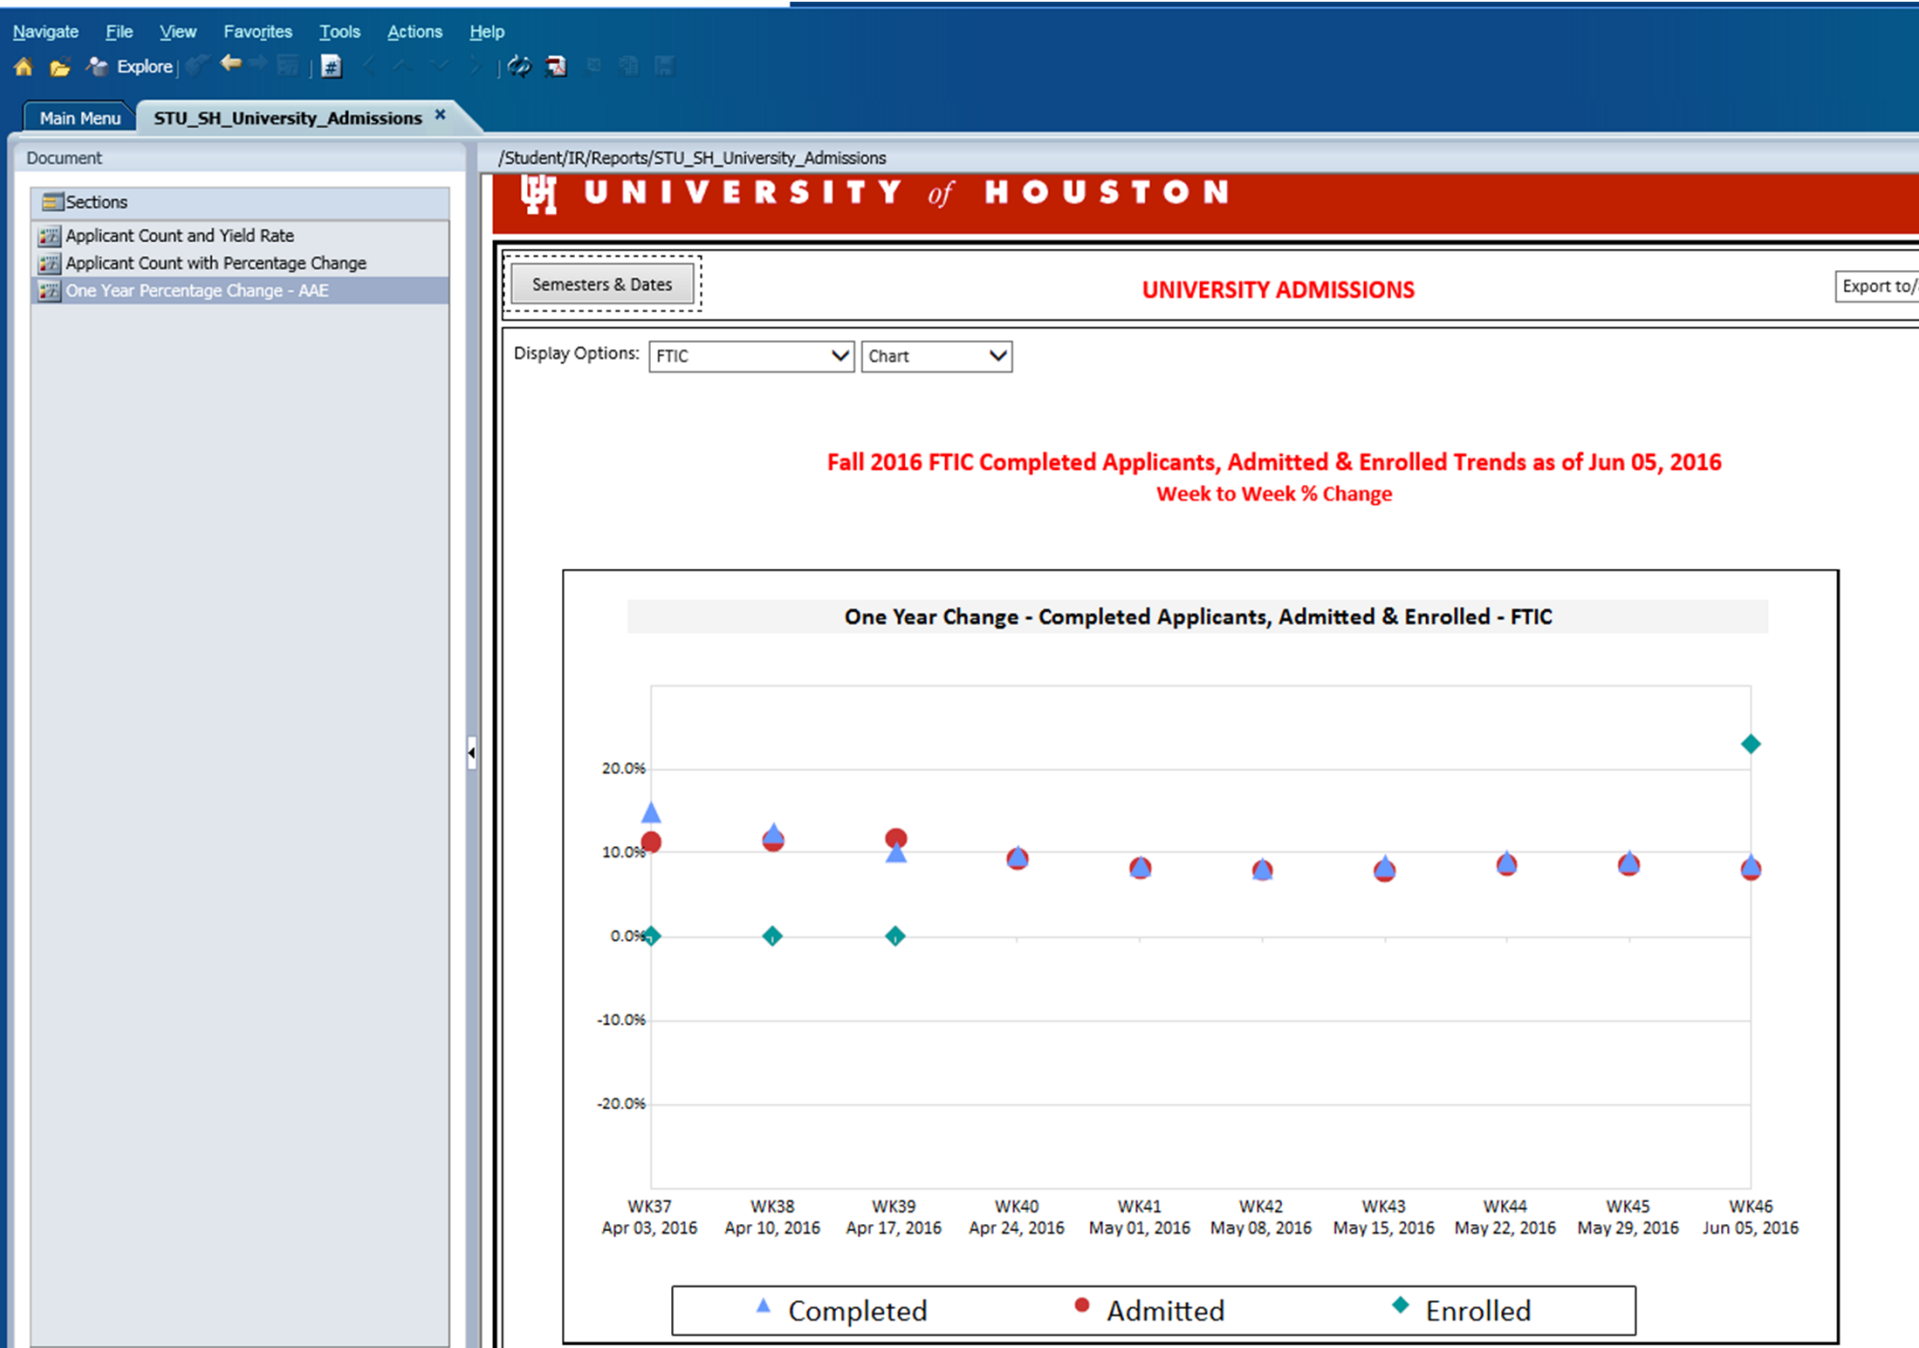 Navigate File View Favorites Tools Actions Help
Explore
Main Menu STU_SH_University_Admissions
Document
/Student/IR/Reports/STU_SH_University_Admissions
Sections
Applicant Count and Yield Rate
Applicant Count with Percentage Change
One Year Percentage Change - AAE
UH UNIVERSITY of HOUSTON
Semesters & Dates
UNIVERSITY ADMISSIONS
Export to/
Display Options: FTIC Chart
Fall 2016 FTIC Completed Applicants, Admitted & Enrolled Trends as of Jun 05, 2016
Week to Week % Change
One Year Change - Completed Applicants, Admitted & Enrolled - FTIC
20.0%
10.0%
0.0%
-10.0%
-20.0%
WK37 WK38 WK39 WK40 WK41 WK42 WK43 WK44 WK45 WK46
Apr 03, 2016 Apr 10, 2016 Apr 17, 2016 Apr 24, 2016 May 01, 2016 May 08, 2016 May 15, 2016 May 22, 2016 May 29, 2016 Jun 05, 2016
Completed Admitted Enrolled